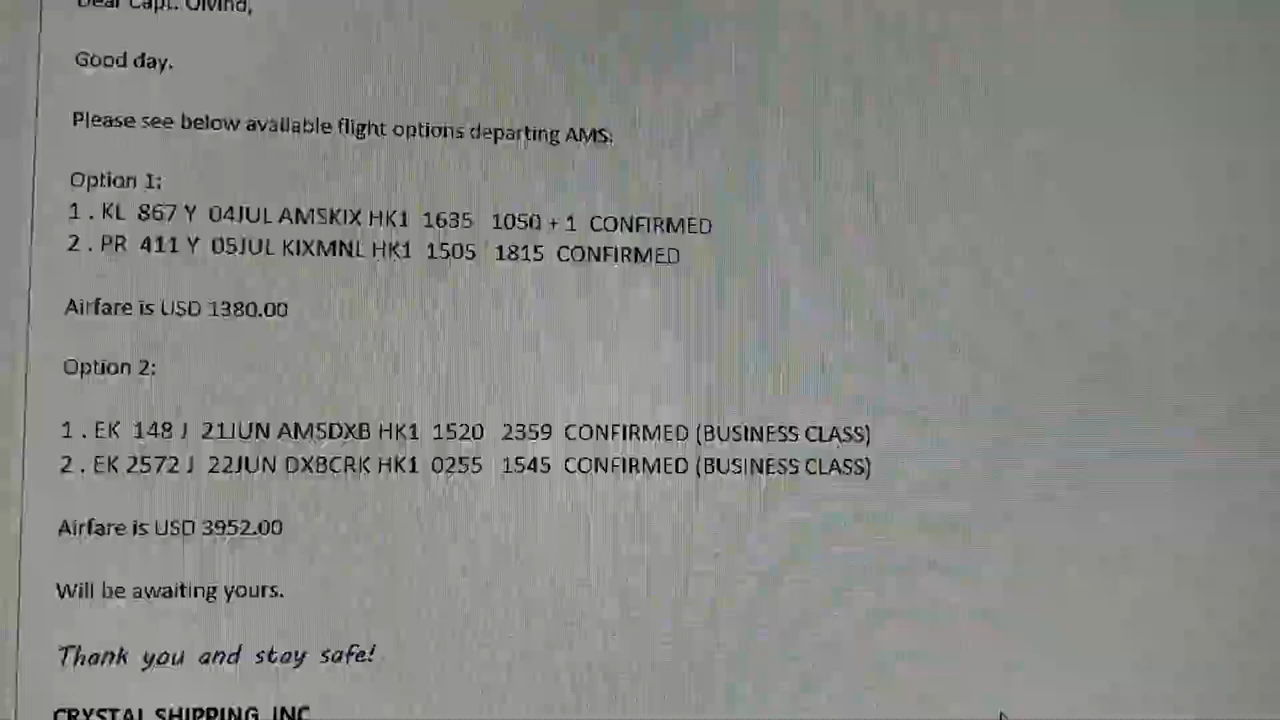 Dear Capt. Oivind,
Good day.
Please see below available flight options departing AMS:
Option 1:
1 . KL 867 Y 04JUL AMSKIX HK1 1635 1050 + 1 CONFIRMED
2 . PR 411 Y 05JUL KIXMNL HK1 1505 1815 CONFIRMED
Airfare is USD 1380.00
Option 2:
1 . EK 148 J 21JUN AMSDXB HK1 1520 2359 CONFIRMED (BUSINESS CLASS)
2 . EK 2572 J 22JUN DXBCRK HK1 0255 1545 CONFIRMED (BUSINESS CLASS)
Airfare is USD 3952.00
Will be awaiting yours.
Thank you and stay safe!
CRYSTAL SHIPPING, INC